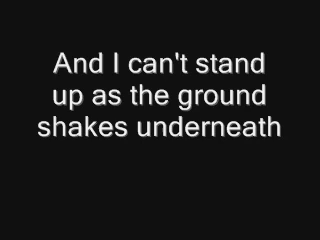 And I can't stand
up as the ground
shakes underneath